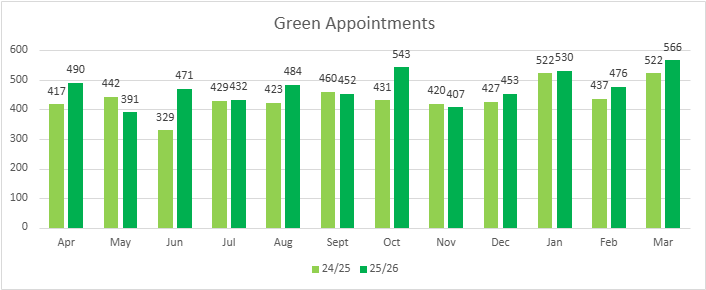 Green Appointments
600
500
400
300
200
100
0
417 490 442 391 329 471 429 432 423 484 460 452 431 543 420 407 427 453 522 530 437 476 522 566
Apr May Jun Jul Aug Sept Oct Nov Dec Jan Feb Mar
24/25 25/26